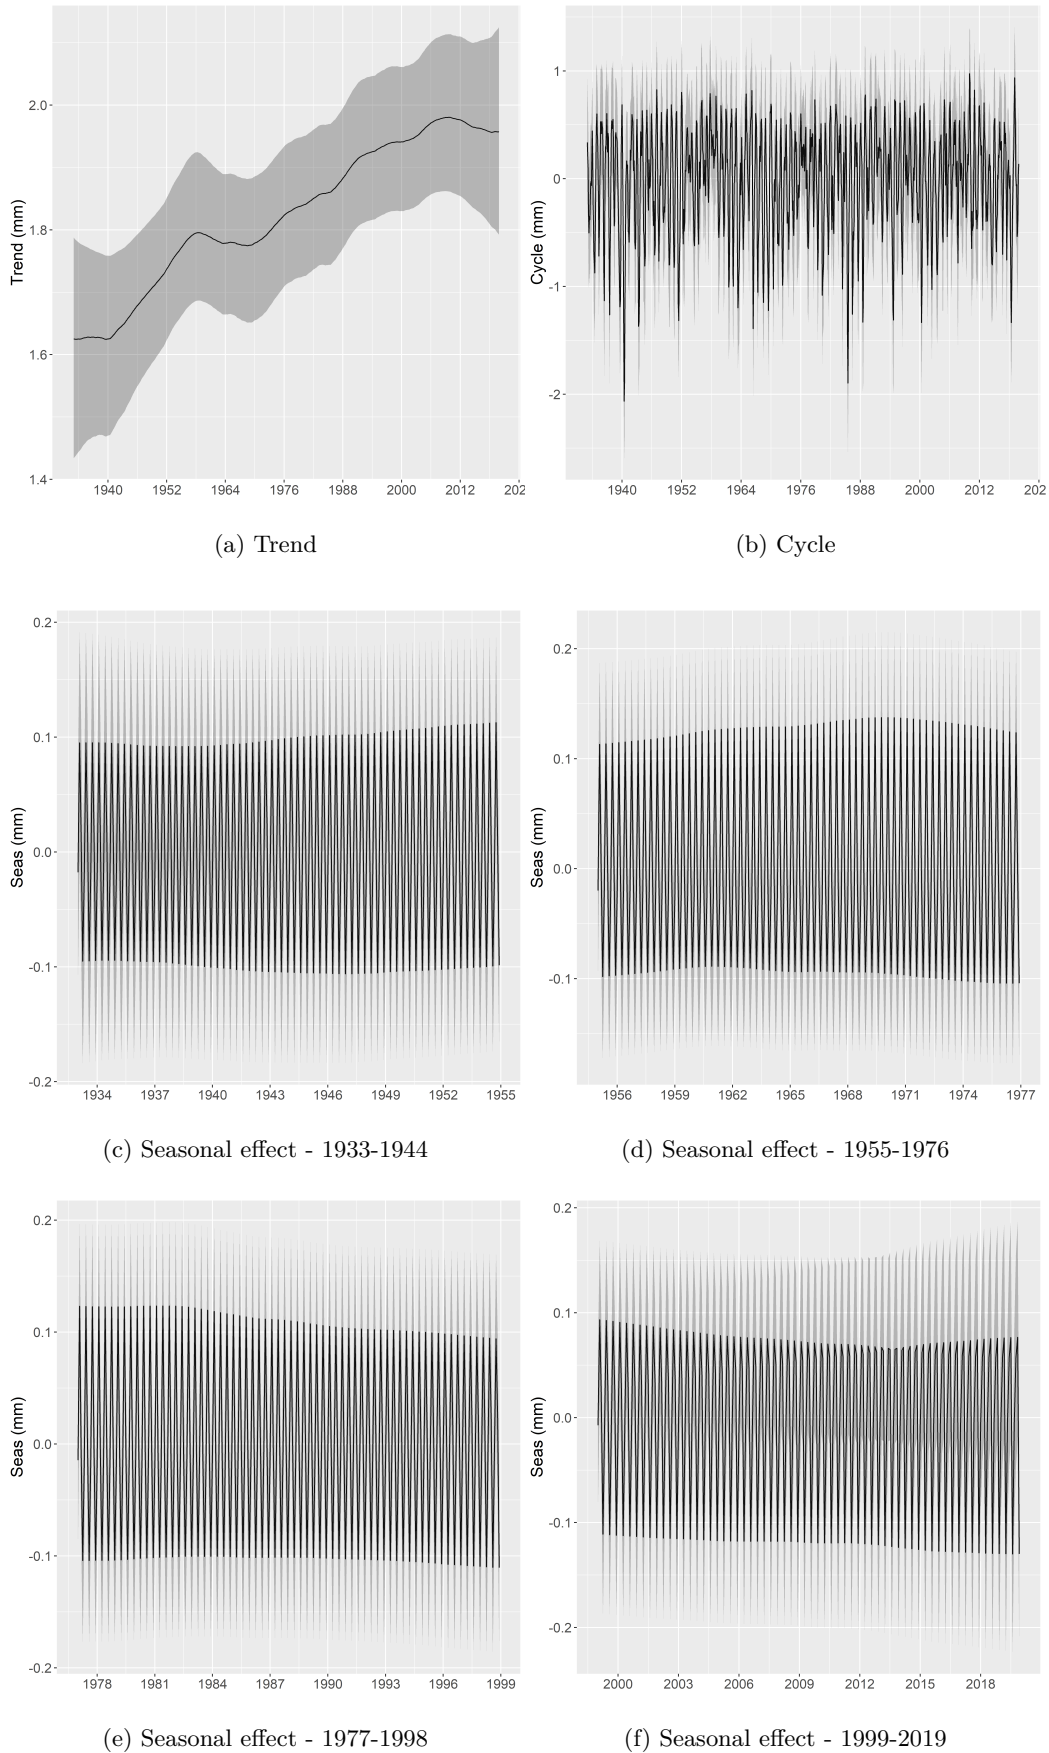 Trend (mm)
2.0
1.8
1.6
1.4
1940 1952 1964 1976 1988 2000 2012 202
(a) Trend
Cycle (mm)
1
0
-1
-2
1940 1952 1964 1976 1988 2000 2012 202
(b) Cycle
Seas (mm)
0.2
0.1
0.0
-0.1
-0.2
1934 1937 1940 1943 1946 1949 1952 1955
(c) Seasonal effect - 1933-1944
Seas (mm)
0.2
0.1
0.0
-0.1
1956 1959 1962 1965 1968 1971 1974 1977
(d) Seasonal effect - 1955-1976
Seas (mm)
0.2
0.1
0.0
-0.1
-0.2
1978 1981 1984 1987 1990 1993 1996 1999
(e) Seasonal effect - 1977-1998
Seas (mm)
0.2
0.1
0.0
-0.1
-0.2
2000 2003 2006 2009 2012 2015 2018
(f) Seasonal effect - 1999-2019